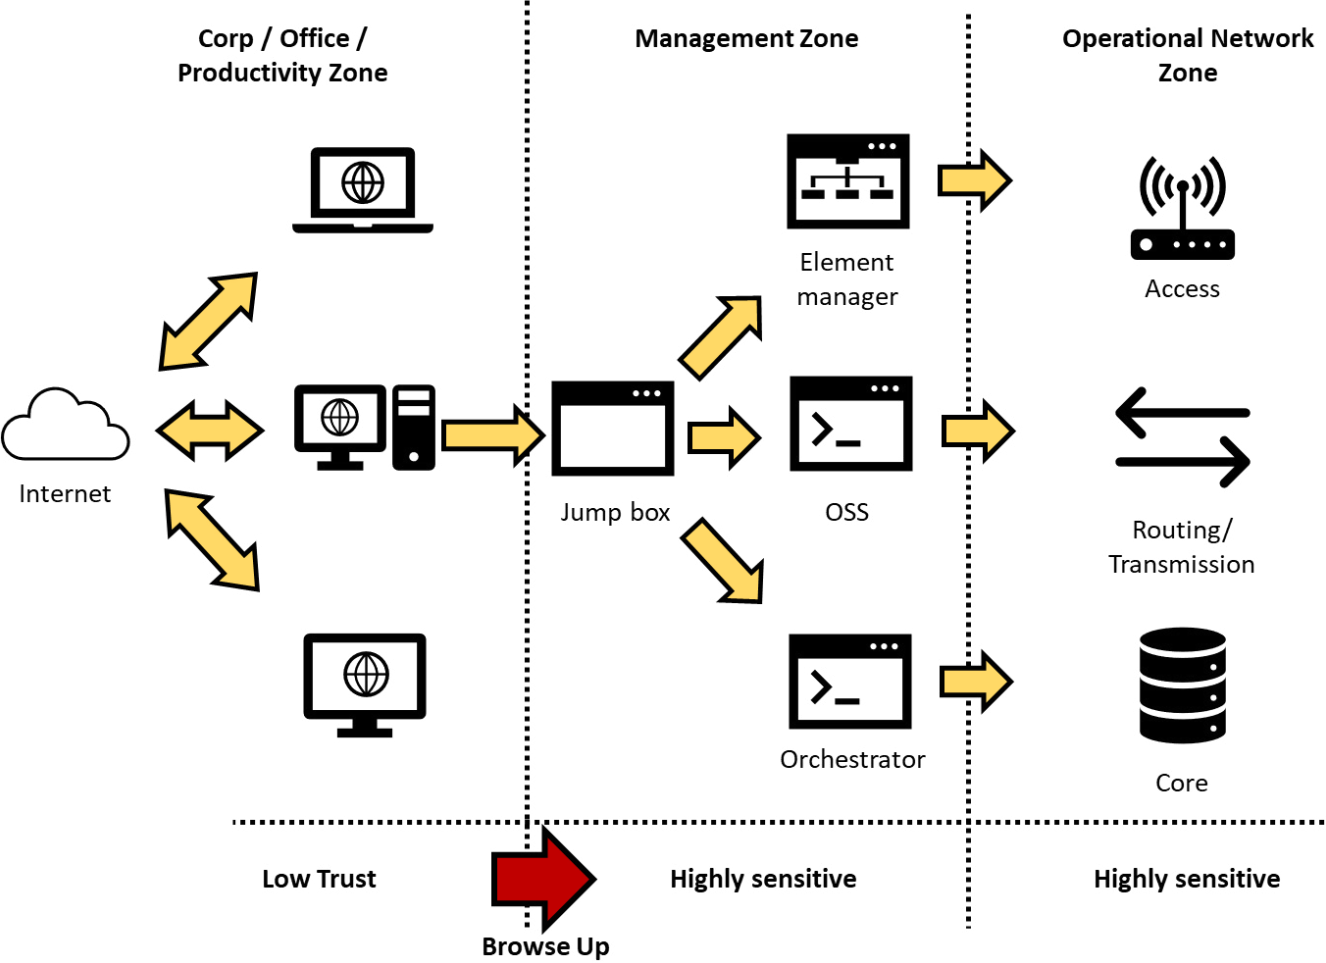 Corp / Office /
Productivity Zone
Management Zone
Operational Network
Zone
Element
manager
Access
Internet
Jump box
OSS
Routing/
Transmission
Orchestrator
Core
Low Trust
Highly sensitive
Highly sensitive
Browse Up